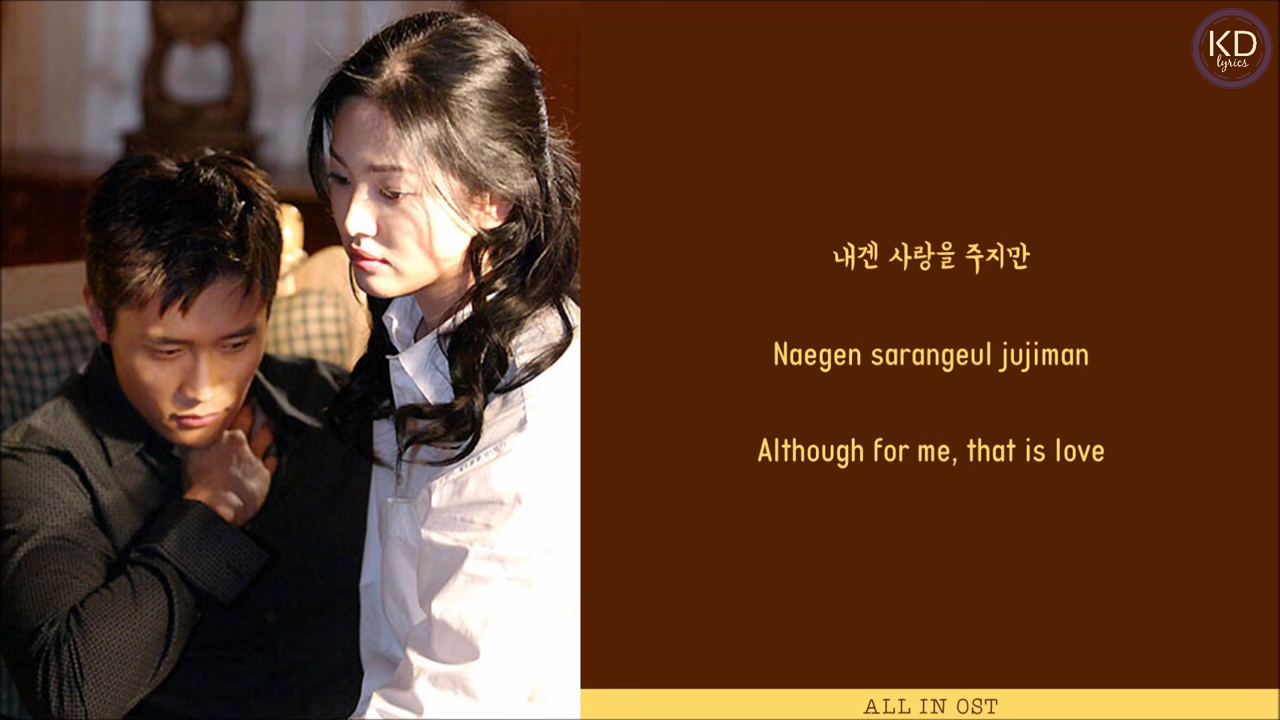 KD
lyrics
내겐 사랑을 주지만
Naegen sarangeul jujiman
Although for me, that is love
ALL IN OST